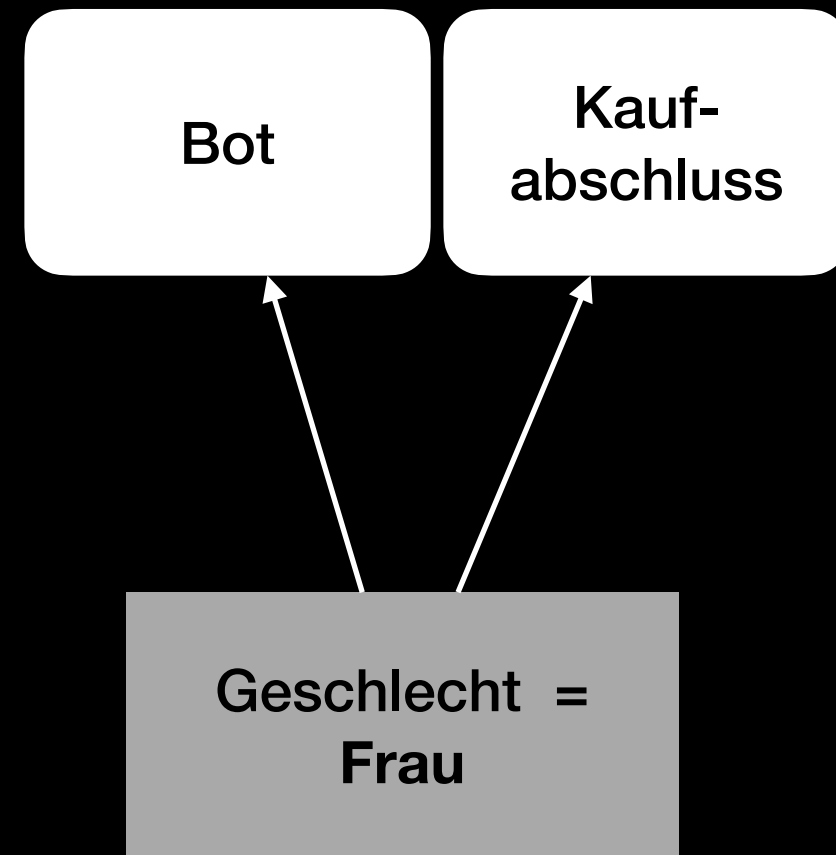 Bot
Kauf-
abschluss
Geschlecht =
Frau